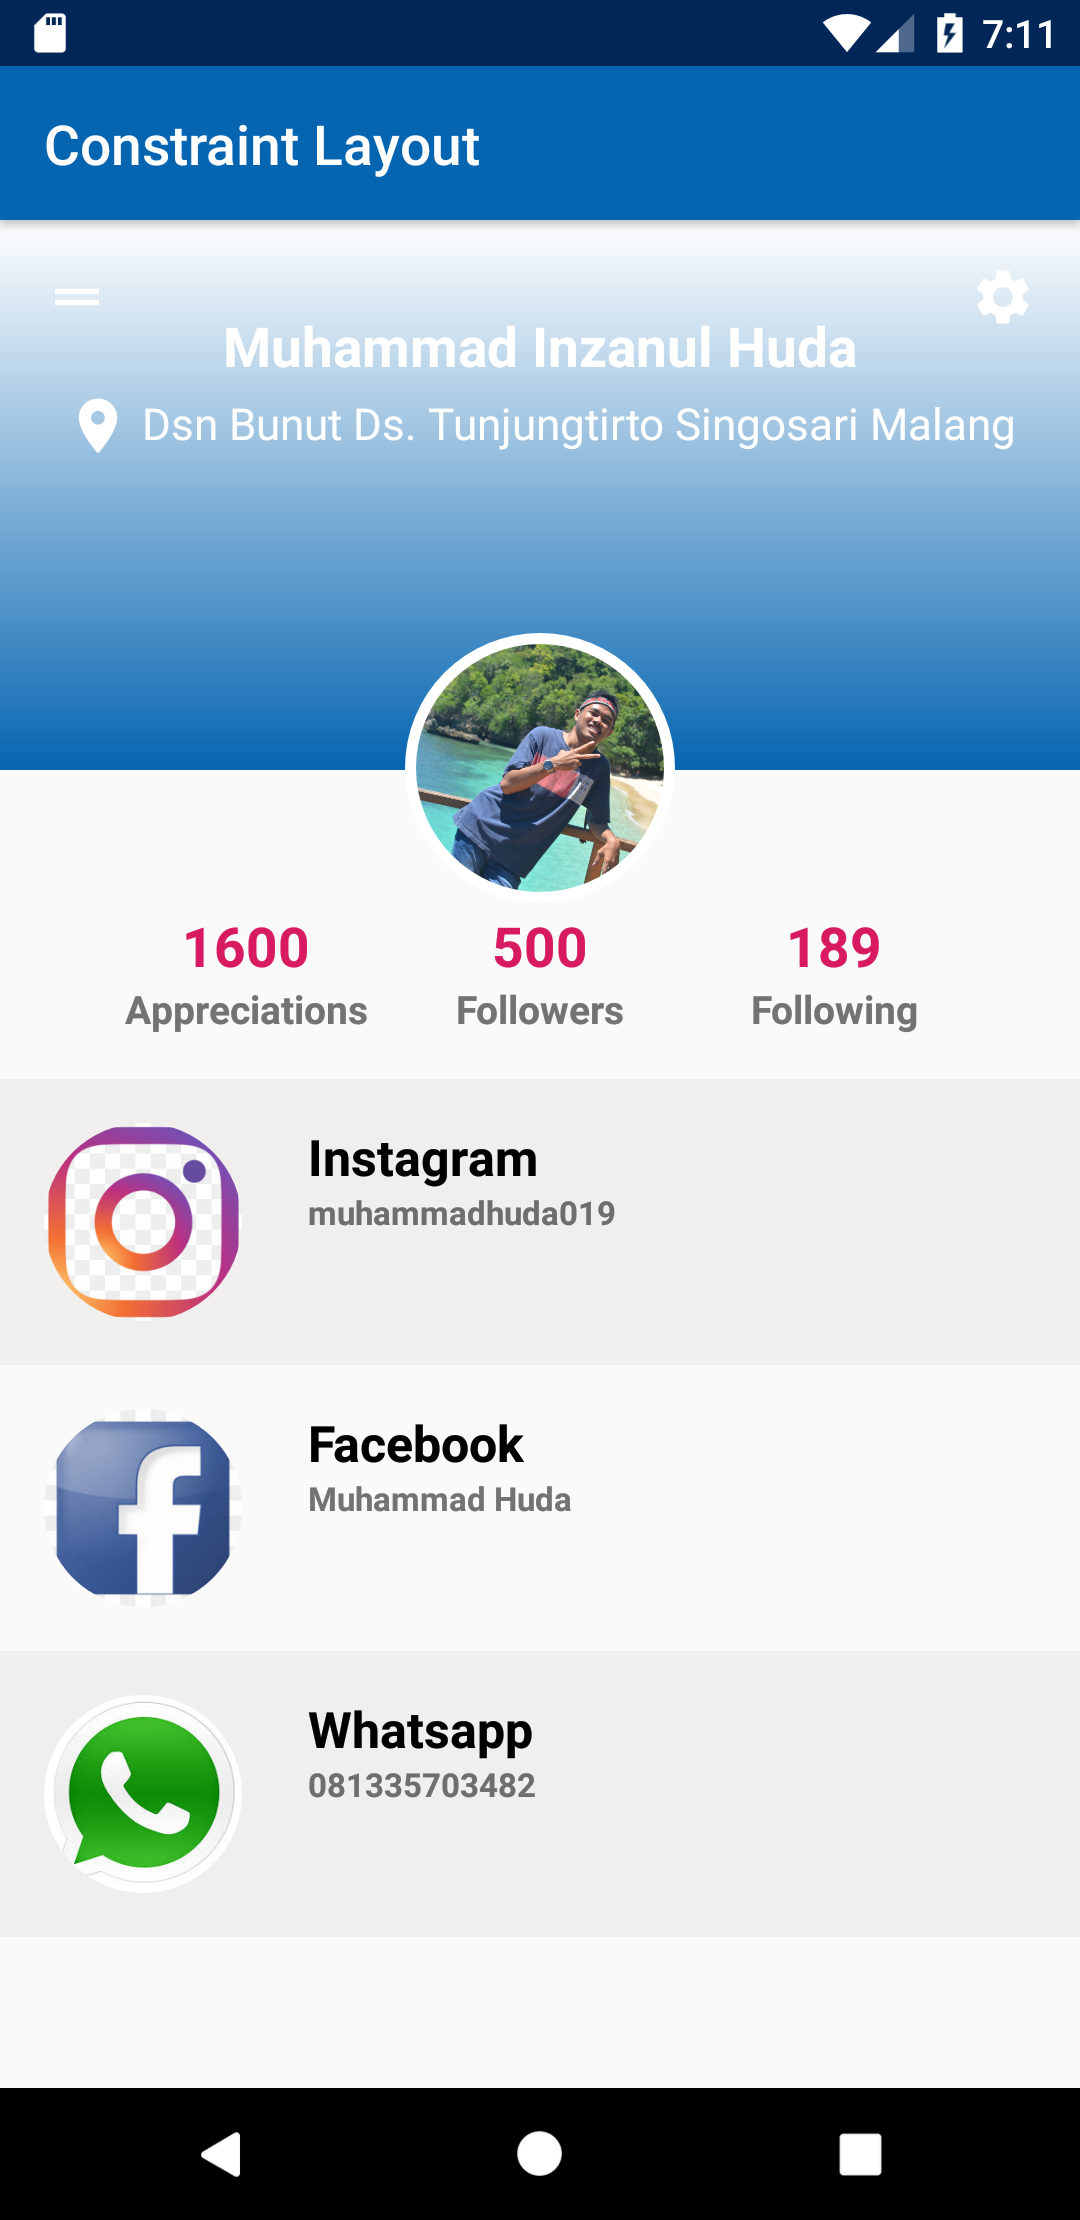 7:11
Constraint Layout
Muhammad Inzanul Huda
Dsn Bunut Ds. Tunjungtirto Singosari Malang
1600 500 189
Appreciations Followers Following
Instagram
muhammadhuda019
Facebook
Muhammad Huda
Whatsapp
081335703482